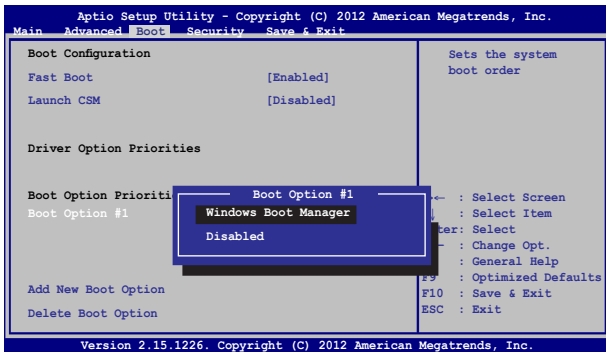 Aptio Setup Utility - Copyright (C) 2012 American Megatrends, Inc.
Main Advanced Boot Security Save & Exit
Boot Configuration
Fast Boot [Enabled]
Launch CSM [Disabled]
Driver Option Priorities
Boot Option Prioriti
Boot Option #1
Boot Option #1
Windows Boot Manager
Disabled
Add New Boot Option
Delete Boot Option
Sets the system
boot order
→← : Select Screen
: Select Item
ter: Select
: Change Opt.
: General Help
F9 : Optimized Defaults
F10 : Save & Exit
ESC : Exit
Version 2.15.1226. Copyright (C) 2012 American Megatrends, Inc.